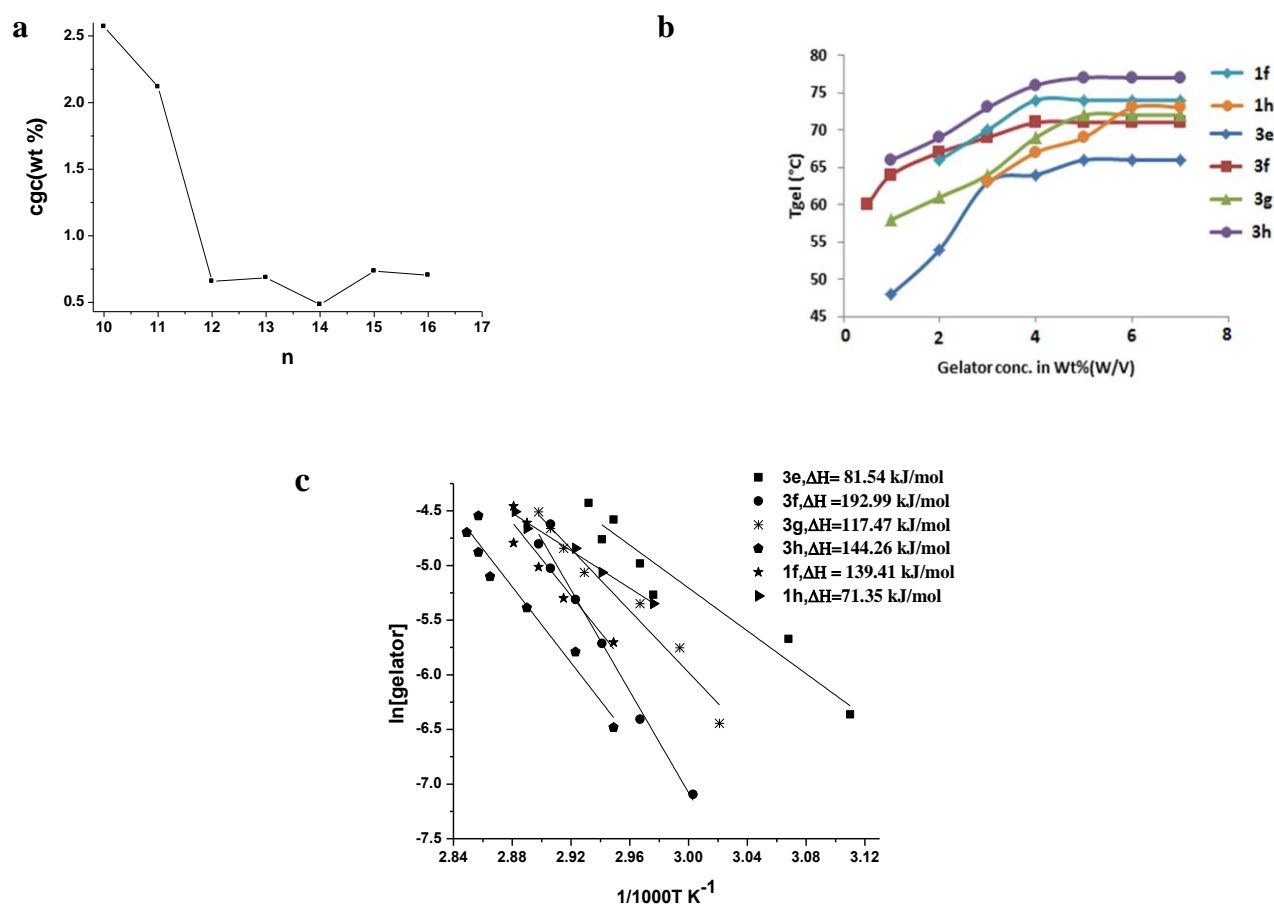 a
cgc(wt %)
2.5
2.0
1.5
1.0
0.5
10 11 12 13 14 15 16 17
n
b
Tgel (°C)
80
75
70
65
60
55
50
45
0 2 4 6 8
Gelator conc. in Wt%(W/V)
1f
1h
3e
3f
3g
3h
c
ln[gelator]
-4.5
-5.0
-5.5
-6.0
-6.5
-7.0
-7.5
2.84 2.88 2.92 2.96 3.00 3.04 3.08 3.12
1/1000T K-1
3e,ΔH= 81.54 kJ/mol
3f,ΔH =192.99 kJ/mol
3g,ΔH=117.47 kJ/mol
3h,ΔH=144.26 kJ/mol
1f,ΔH = 139.41 kJ/mol
1h,ΔH=71.35 kJ/mol